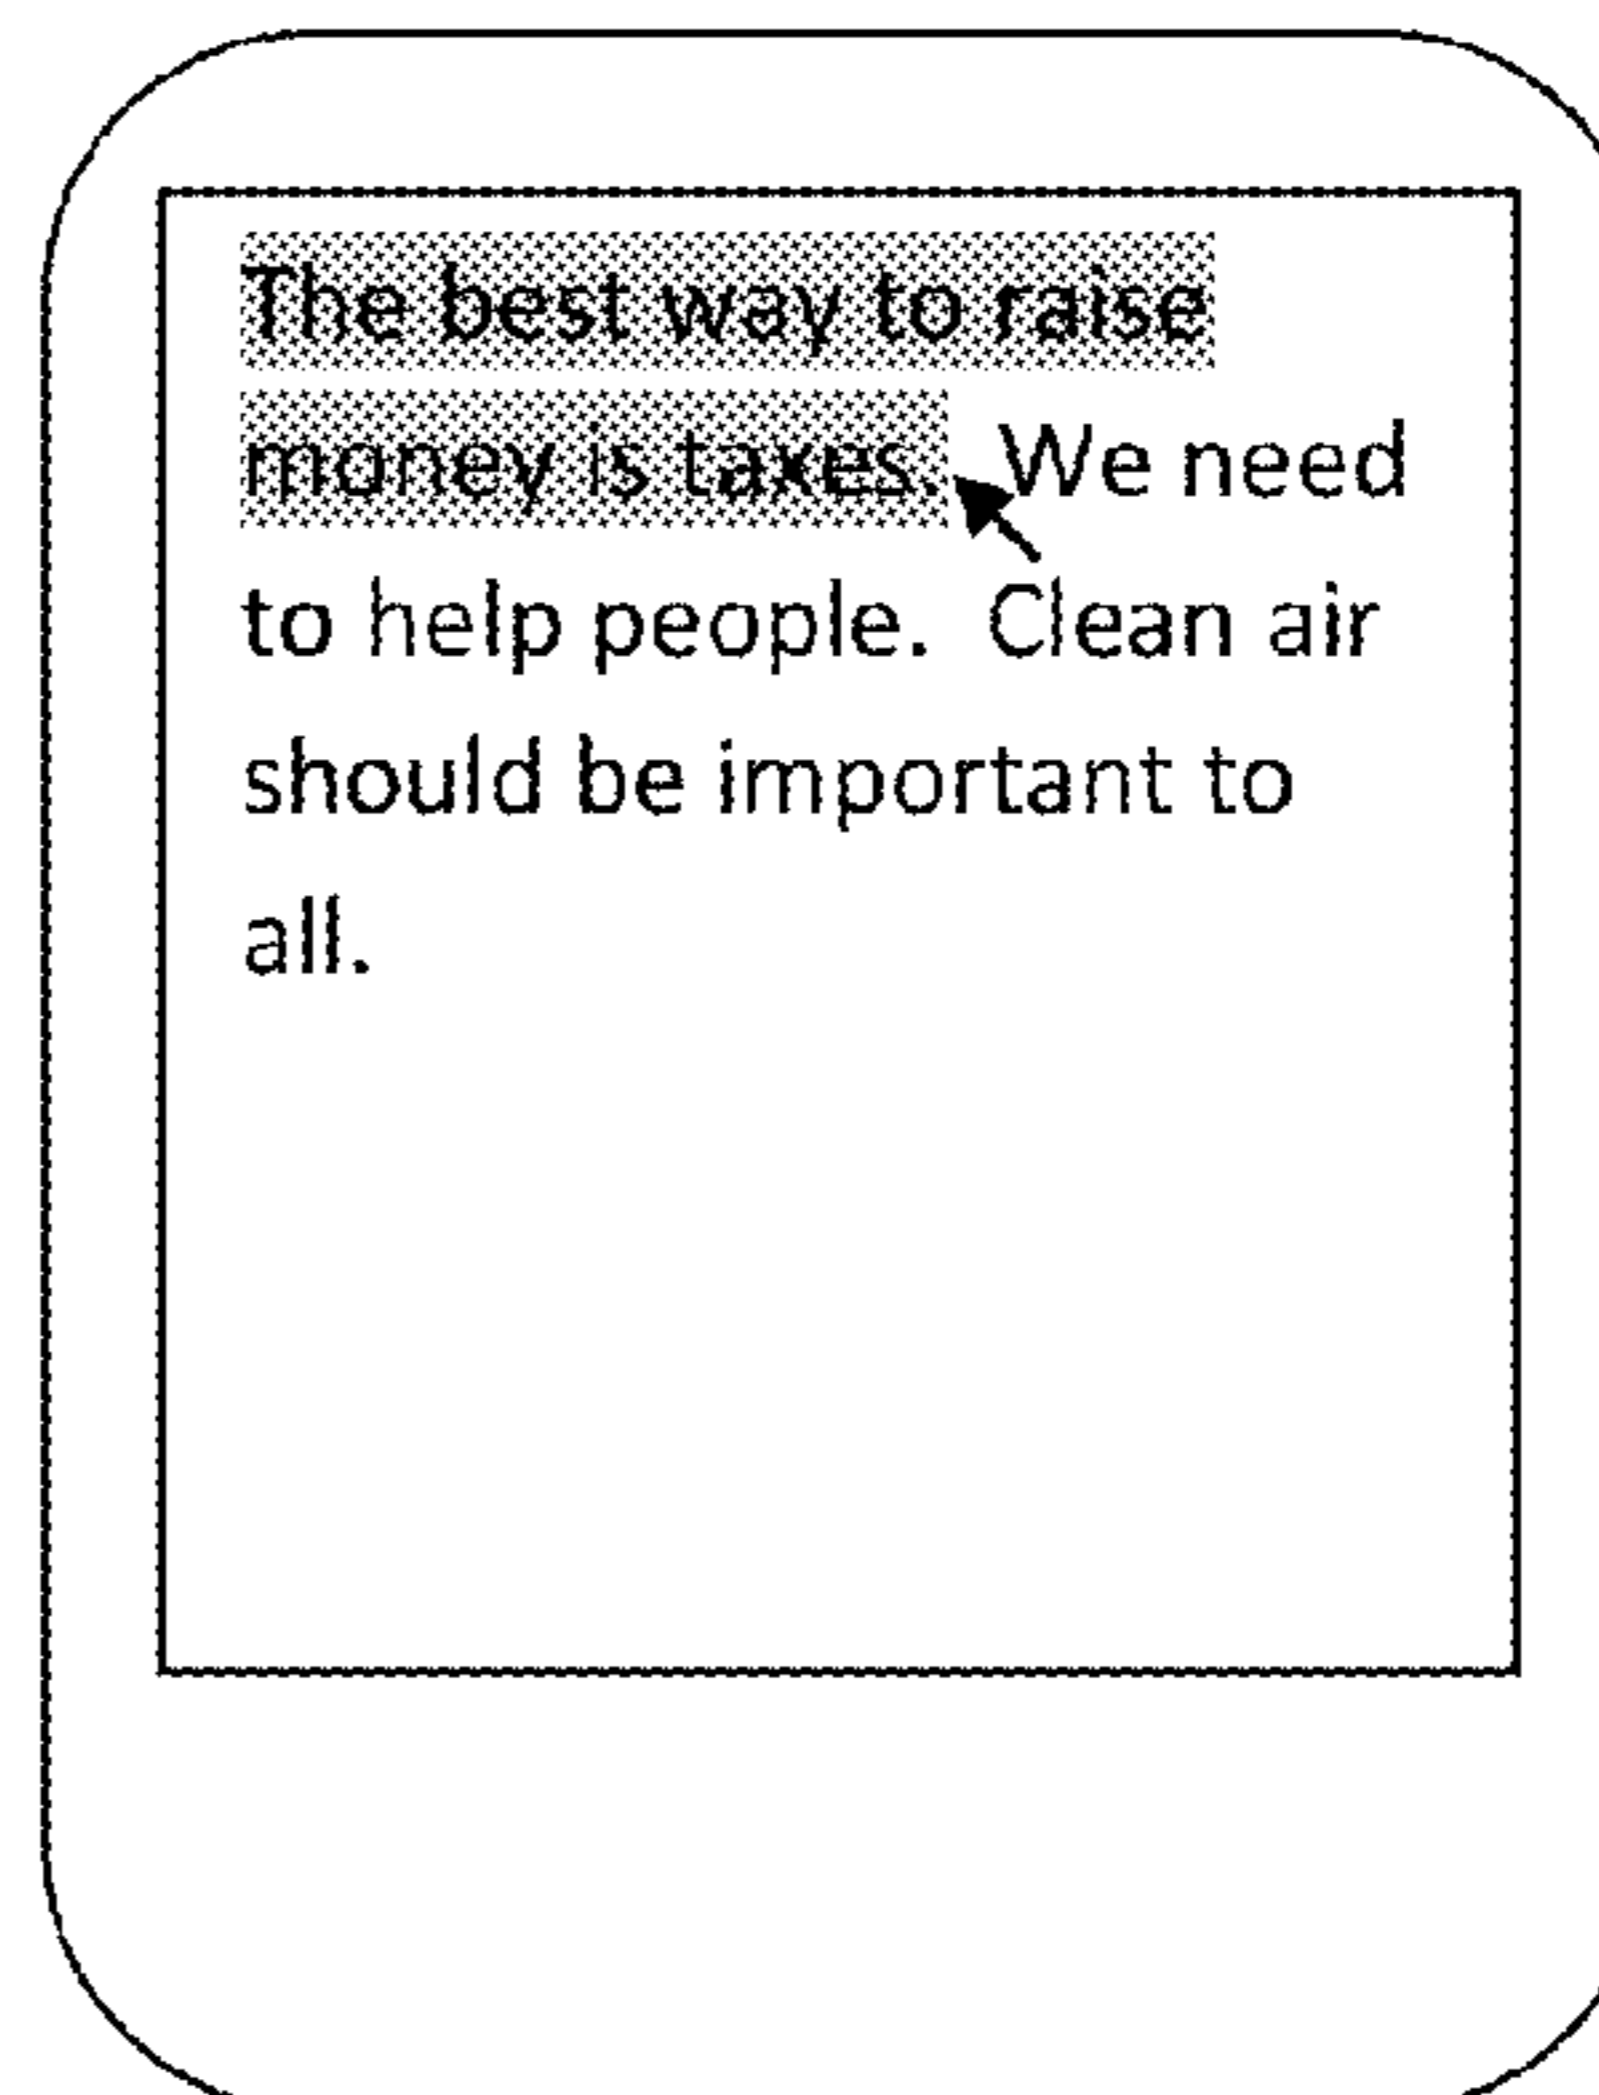 The best way to raise
money is taxes.  We need
to help people.  Clean air
should be important to
all.